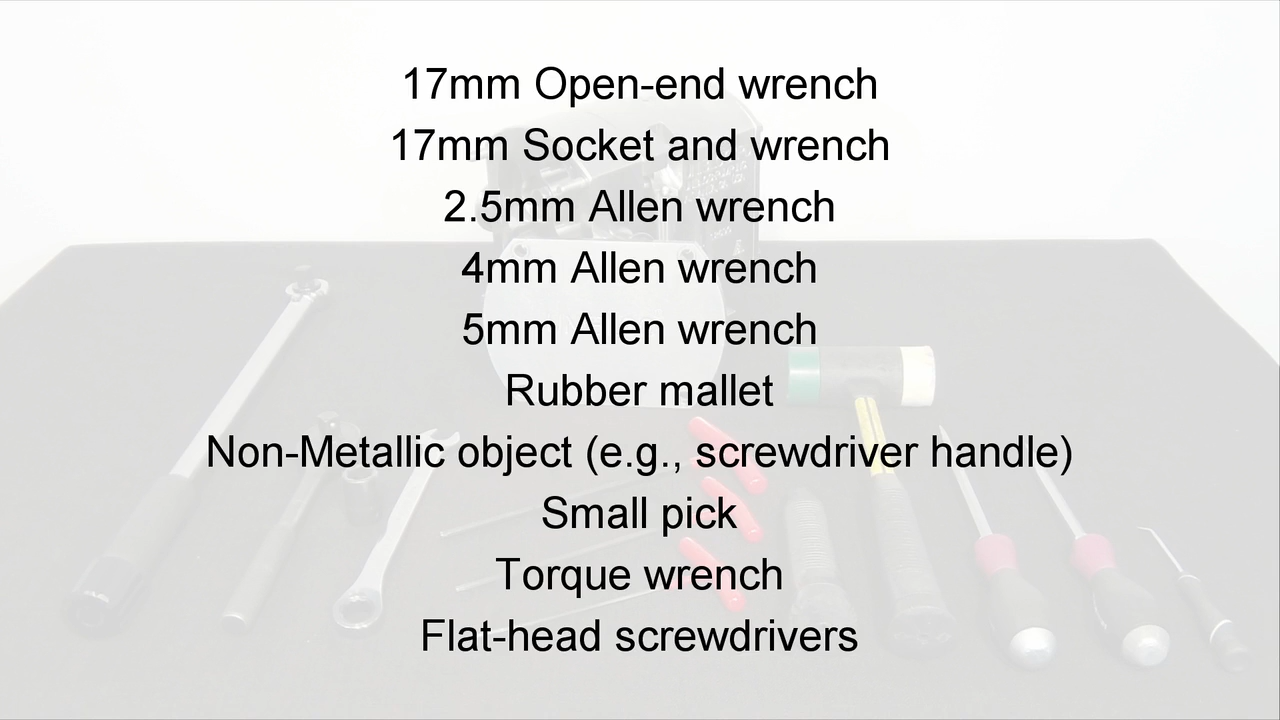 17mm Open-end wrench
17mm Socket and wrench
2.5mm Allen wrench
4mm Allen wrench
5mm Allen wrench
Rubber mallet
Non-Metallic object (e.g., screwdriver handle)
Small pick
Torque wrench
Flat-head screwdrivers